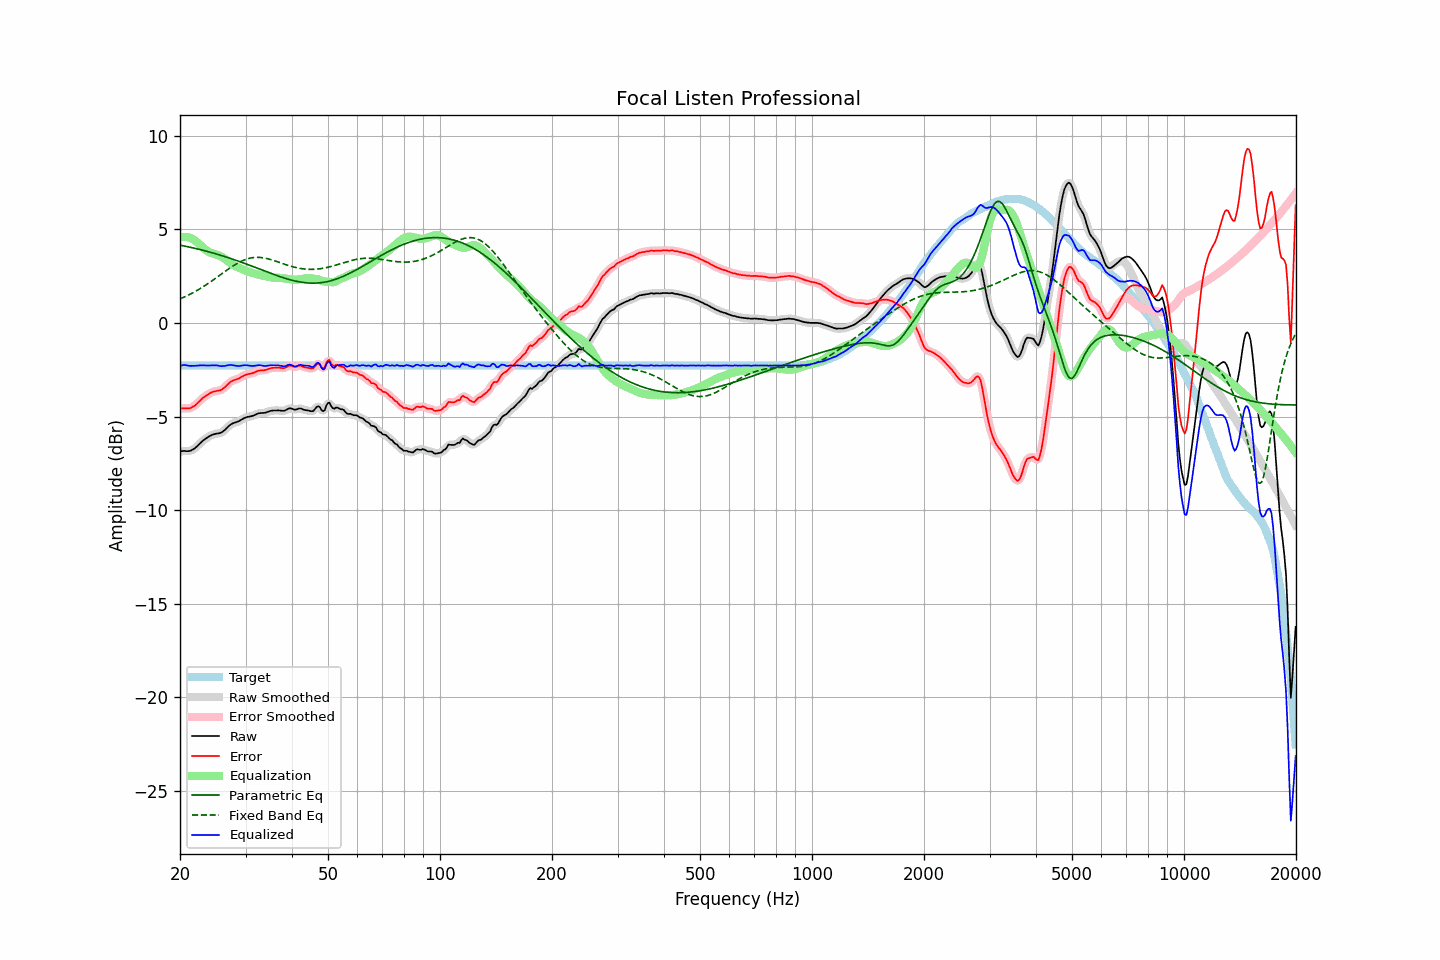 Focal Listen Professional
10
5
0
−5
−10
−15
−20
−25
Amplitude (dBr)
Target
Raw Smoothed
Error Smoothed
Raw
Error
Equalization
Parametric Eq
Fixed Band Eq
Equalized
20 50 100 200 500 1000 2000 5000 10000 20000
Frequency (Hz)